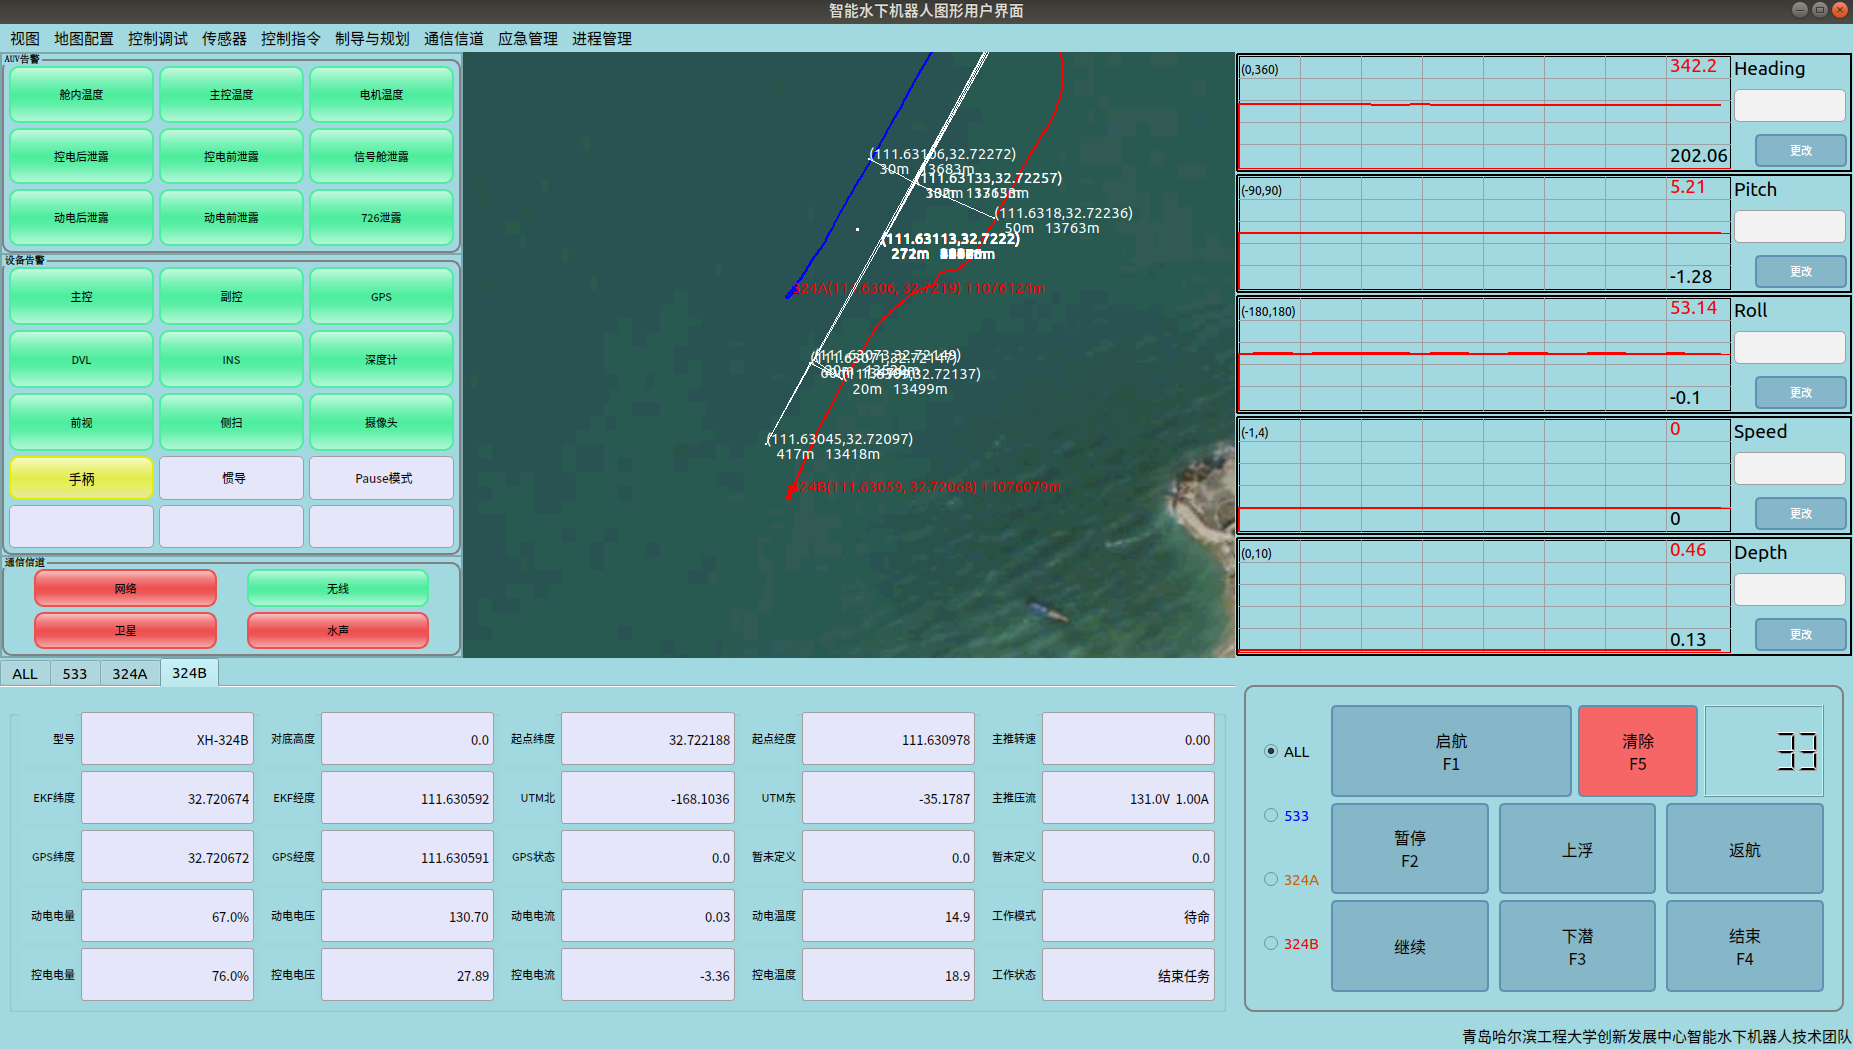 智能水下机器人图形用户界面
视图 地图配置 控制调试 传感器 控制指令 制导与规划 通信信道 应急管理 进程管理
AUV告警
舱内温度 主控温度 电机温度
控电后泄露 控电前泄露 信号舱泄露
动电后泄露 动电前泄露 726泄露
设备告警
主控 副控 GPS
DVL INS 深度计
前视 侧扫 摄像头
手柄 惯导 Pause模式
通信信道
网络 无线
卫星 水声
(111.63106,32.72272)
30m 13683m
(111.63133,32.72257)
(111.6318,32.72236)
50m 13763m
(111.63113,32.7222)
272m
324A(111.6306, 32.7219) 11076124m
(111.63073,32.72149)
32.72137)
20m 13499m
(111.63045,32.72097)
417m 13418m
324B(111.63059, 32.72068) 11076079m
(0,360) 342.2 Heading
202.06 更改
(-90,90) 5.21 Pitch
-1.28 更改
(-180,180) 53.14 Roll
-0.1 更改
(-1,4) 0 Speed
0 更改
(0,10) 0.46 Depth
0.13 更改
ALL 533 324A 324B
型号 XH-324B 对底高度 0.0 起点纬度 32.722188 起点经度 111.630978 主推转速 0.00
EKF纬度 32.720674 EKF经度 111.630592 UTM北 -168.1036 UTM东 -35.1787 主推压流 131.0V 1.00A
GPS纬度 32.720672 GPS经度 111.630591 GPS状态 0.0 暂未定义 0.0 暂未定义 0.0
动电电量 67.0% 动电电压 130.70 动电电流 0.03 动电温度 14.9 工作模式 待命
控电电量 76.0% 控电电压 27.89 控电电流 -3.36 控电温度 18.9 工作状态 结束任务
ALL
533
324A
324B
启航
F1
清除
F5
33
暂停
F2
上浮
返航
继续
下潜
F3
结束
F4
青岛哈尔滨工程大学创新发展中心智能水下机器人技术团队